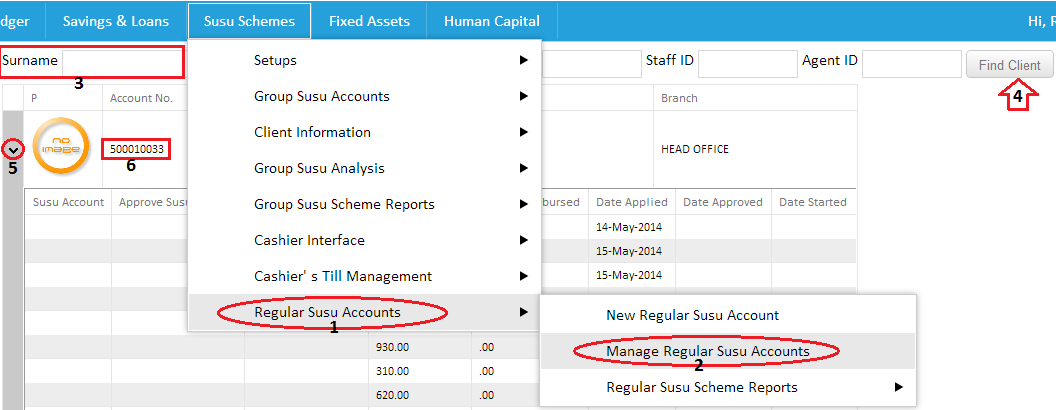 dger Savings & Loans Susu Schemes Fixed Assets Human Capital Hi, R
Surname Staff ID Agent ID Find Client
3
4
P Account No. Branch
no image 500010033 HEAD OFFICE
5 6
Susu Account Approve Susu bursed Date Applied Date Approved Date Started
14-May-2014
15-May-2014
15-May-2014
930.00 .00
310.00 .00
620.00 .00
Setups
Group Susu Accounts
Client Information
Group Susu Analysis
Group Susu Scheme Reports
Cashier Interface
Cashier' s Till Management
Regular Susu Accounts
1
New Regular Susu Account
Manage Regular Susu Accounts
2
Regular Susu Scheme Reports